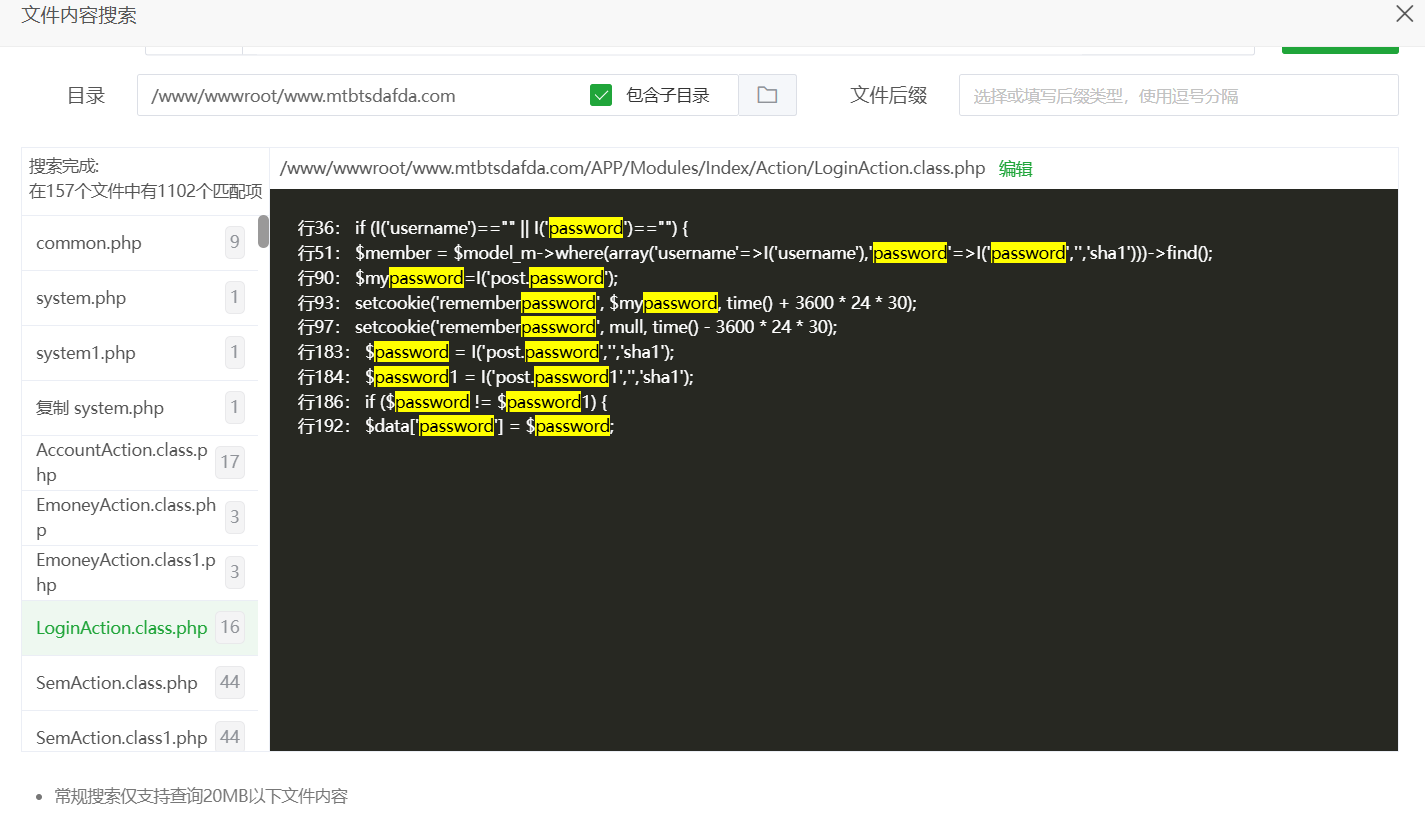 文件内容搜索
目录
/www/wwwroot/www.mtbtsdafda.com
包含子目录
文件后缀
选择或填写后缀类型，使用逗号分隔
搜索完成:
在157个文件中有1102个匹配项
common.php 9
system.php 1
system1.php 1
复制 system.php 1
AccountAction.class.p
hp 17
EmoneyAction.class.ph
p 3
EmoneyAction.class1.p
hp 3
LoginAction.class.php 16
SemAction.class.php 44
SemAction.class1.php 44
/www/wwwroot/www.mtbtsdafda.com/APP/Modules/Index/Action/LoginAction.class.php 编辑
行36： if (I('username')=="" || I('password')=="") {
行51： $member = $model_m->where(array('username'=>I('username'),'password'=>I('password','','sha1')))->find();
行90： $mypassword=I('post.password');
行93： setcookie('rememberpassword', $mypassword, time() + 3600 * 24 * 30);
行97： setcookie('rememberpassword', mull, time() - 3600 * 24 * 30);
行183： $password = I('post.password','','sha1');
行184： $password1 = I('post.password1','','sha1');
行186： if ($password != $password1) {
行192： $data['password'] = $password;
常规搜索仅支持查询20MB以下文件内容